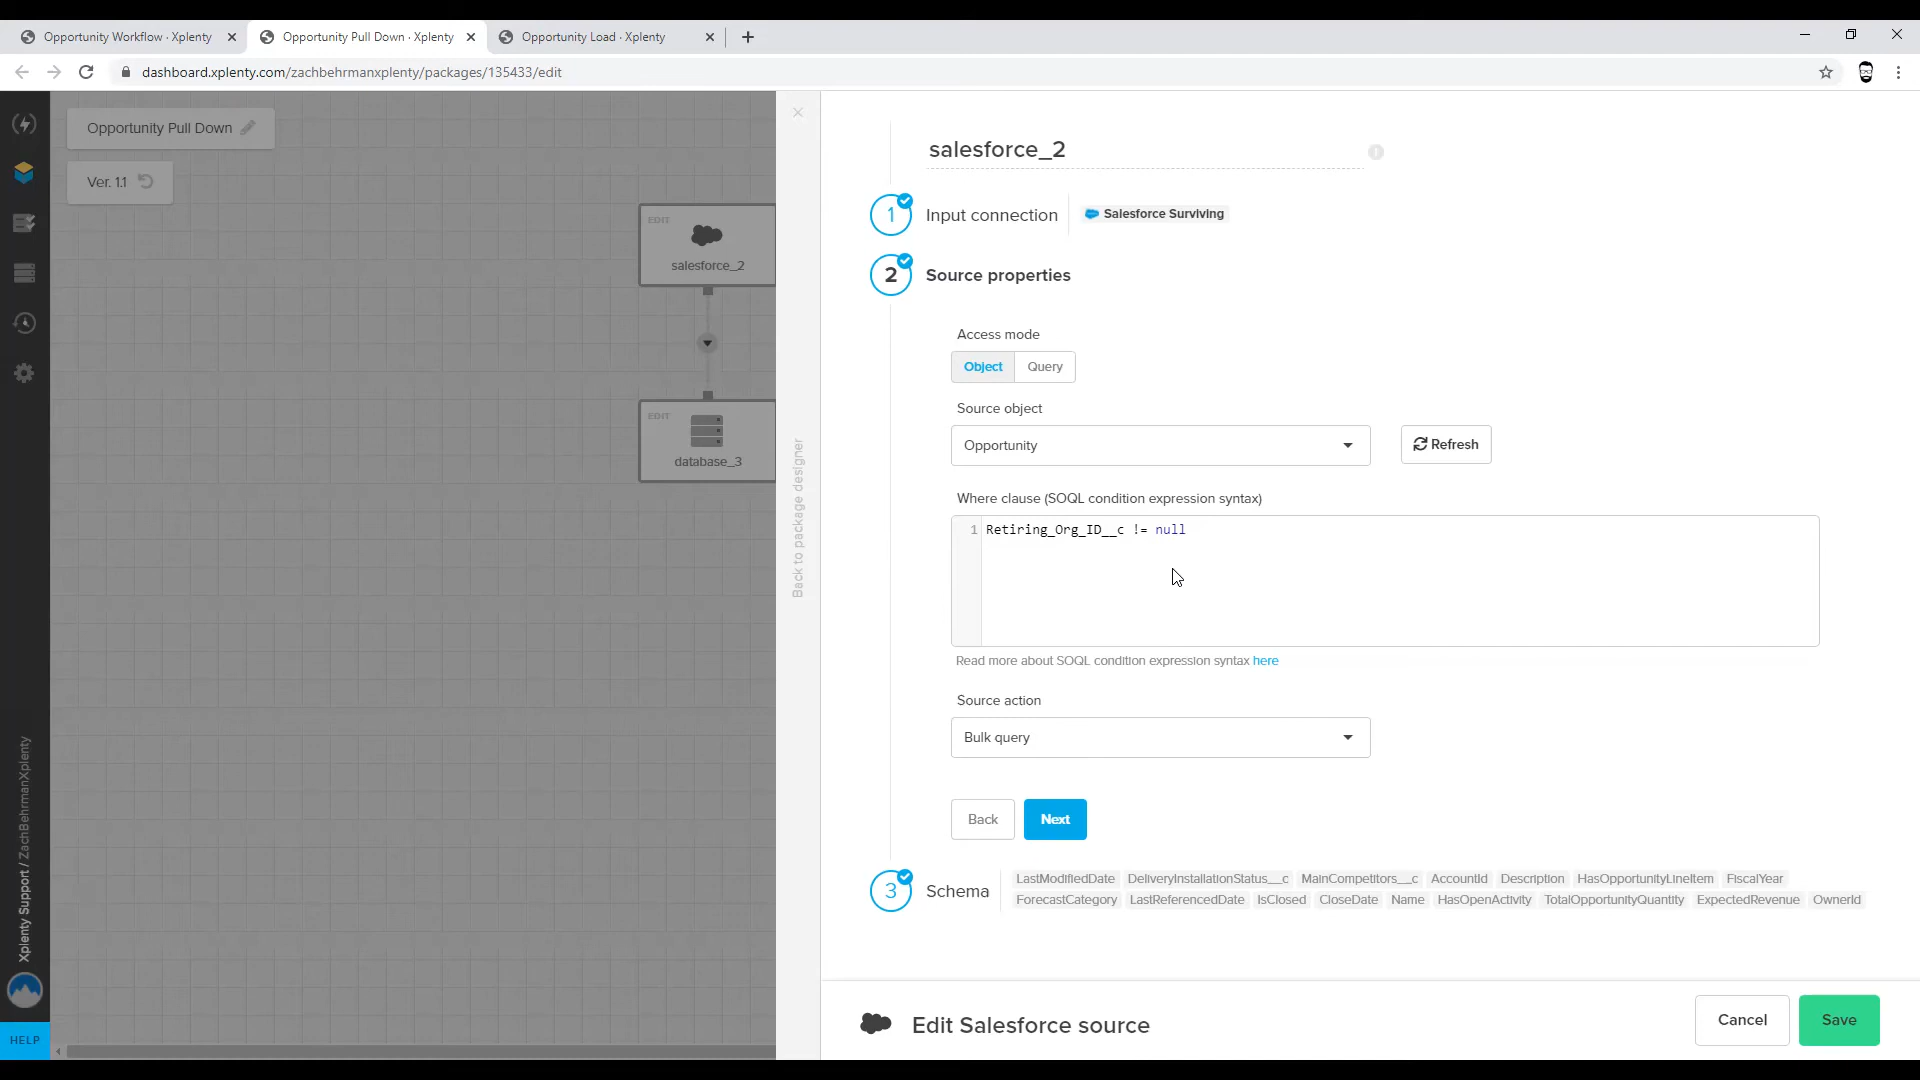 Opportunity Workflow · Xplenty
Opportunity Pull Down · Xplenty
Opportunity Load · Xplenty
dashboard.xplenty.com/zachbehrmanxplenty/packages/135433/edit
Opportunity Pull Down
Ver. 1.1
EDIT
salesforce_2
EDIT
database_3
Xplenty Support / ZachBehrmanXplenty
HELP
Back to package designer
salesforce_2
1 Input connection Salesforce Surviving
2 Source properties
Access mode
Object Query
Source object
Opportunity Refresh
Where clause (SOQL condition expression syntax)
1 Retiring_Org_ID__c != null
Read more about SOQL condition expression syntax here
Source action
Bulk query
Back Next
3 Schema
LastModifiedDate DeliveryInstallationStatus__c MainCompetitors__c AccountId Description HasOpportunityLineItem FiscalYear
ForecastCategory LastReferencedDate IsClosed CloseDate Name HasOpenActivity TotalOpportunityQuantity ExpectedRevenue OwnerId
Edit Salesforce source
Cancel Save